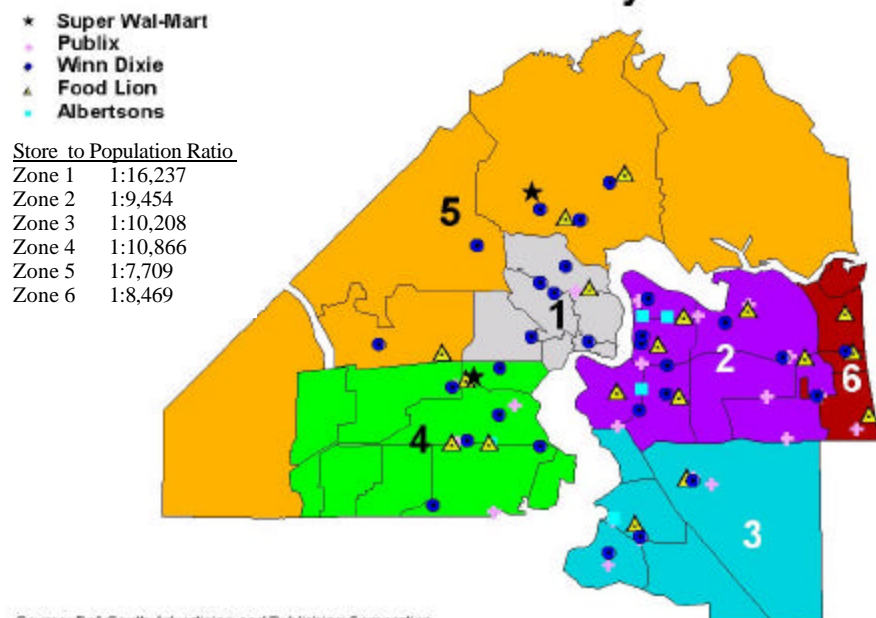 Super Wal-Mart
Publix
Winn Dixie
Food Lion
Albertsons
Store to Population Ratio
Zone 1 1:16,237
Zone 2 1:9,454
Zone 3 1:10,208
Zone 4 1:10,866
Zone 5 1:7,709
Zone 6 1:8,469
5
1
2
6
4
3